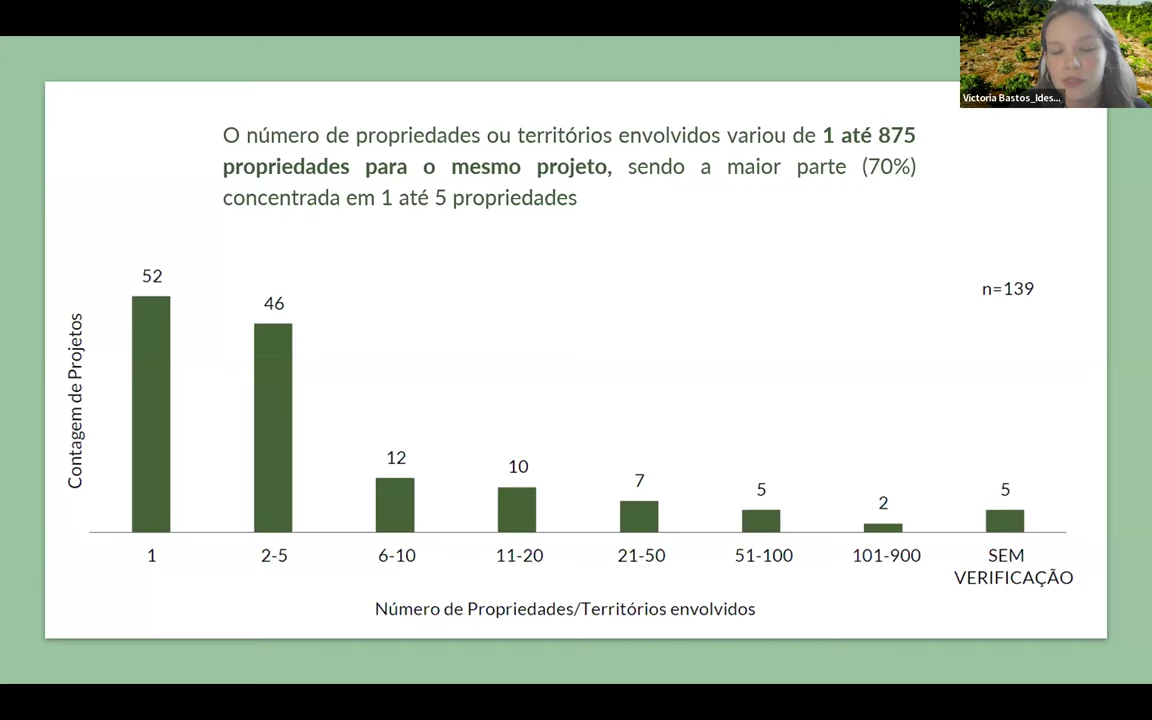 Victoria Bastos_Ides...
O número de propriedades ou territórios envolvidos variou de 1 até 875
propriedades para o mesmo projeto, sendo a maior parte (70%)
concentrada em 1 até 5 propriedades
n=139
Contagem de Projetos
52
46
12
10
7
5
2
5
1
2-5
6-10
11-20
21-50
51-100
101-900
SEM
VERIFICAÇÃO
Número de Propriedades/Territórios envolvidos